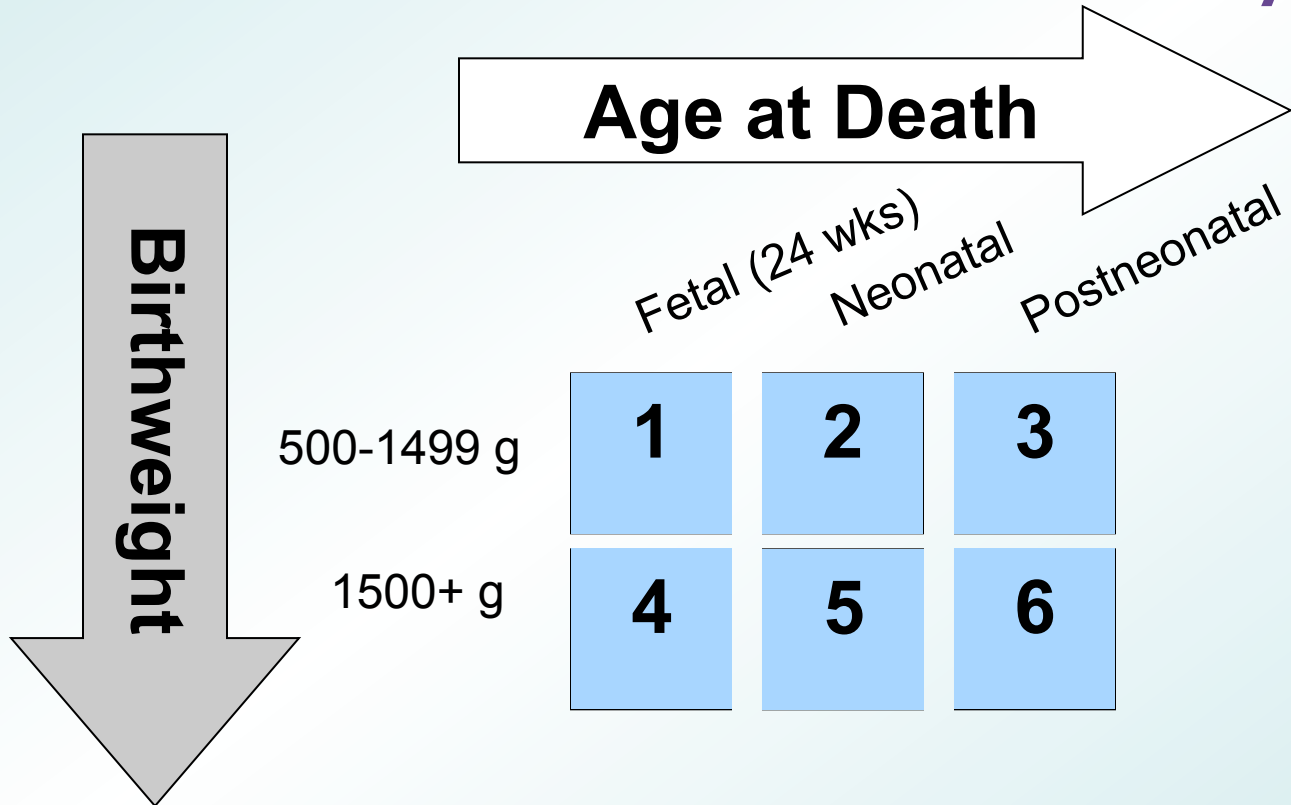 Age at Death
Birthweight
Fetal (24 wks)
Neonatal
Postneonatal
500-1499 g
1
2
3
1500+ g
4
5
6